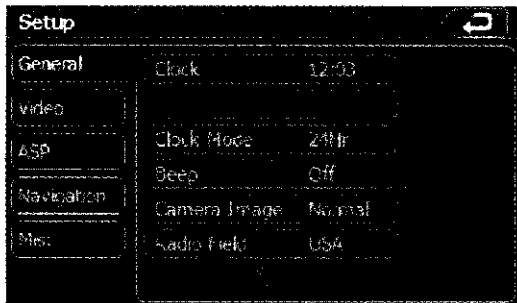 Setup
General
Clock 12:03
Video
Clock Mode 24Hr
ASP
Beep Off
Navigation
Camera Image Normal
Misc
Radio Field USA